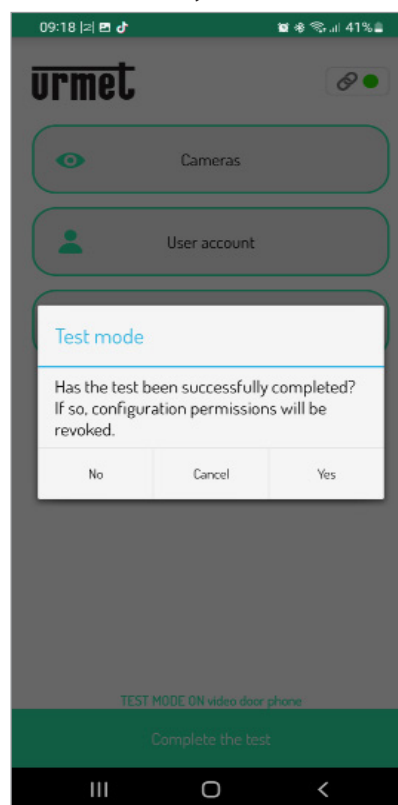 09:18
41%
urmet
Cameras
User account
Test mode
Has the test been successfully completed?
If so, configuration permissions will be
revoked.
No Cancel Yes
TEST MODE ON video door phone
Complete the test